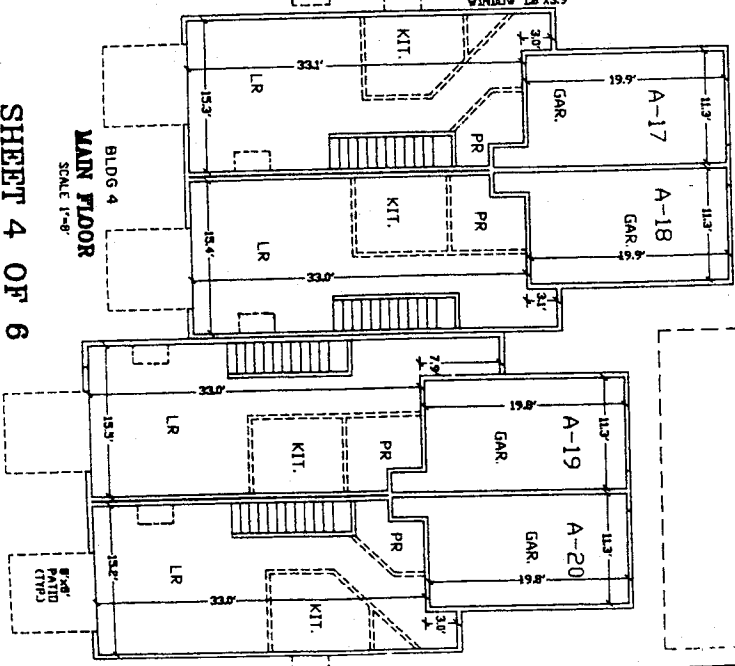 WINDOW
KIT.
3.0'
33.1'
19.9'
A-17
11.3'
LR
15.3'
GAR.
PR
BLDG 4
MAIN FLOOR
SCALE 1"=8'
SHEET 4 OF 6
A-18
11.3'
KIT.
PR
GAR.
LR
15.4'
19.9'
33.0'
3.1'
7.9'
33.0'
19.8'
A-19
11.3'
LR
15.5'
KIT.
PR
GAR.
A-20
11.3'
PR
GAR.
LR
15.2'
19.8'
33.0'
KIT.
3.0'
8'x6'
PATIO
(TYP.)